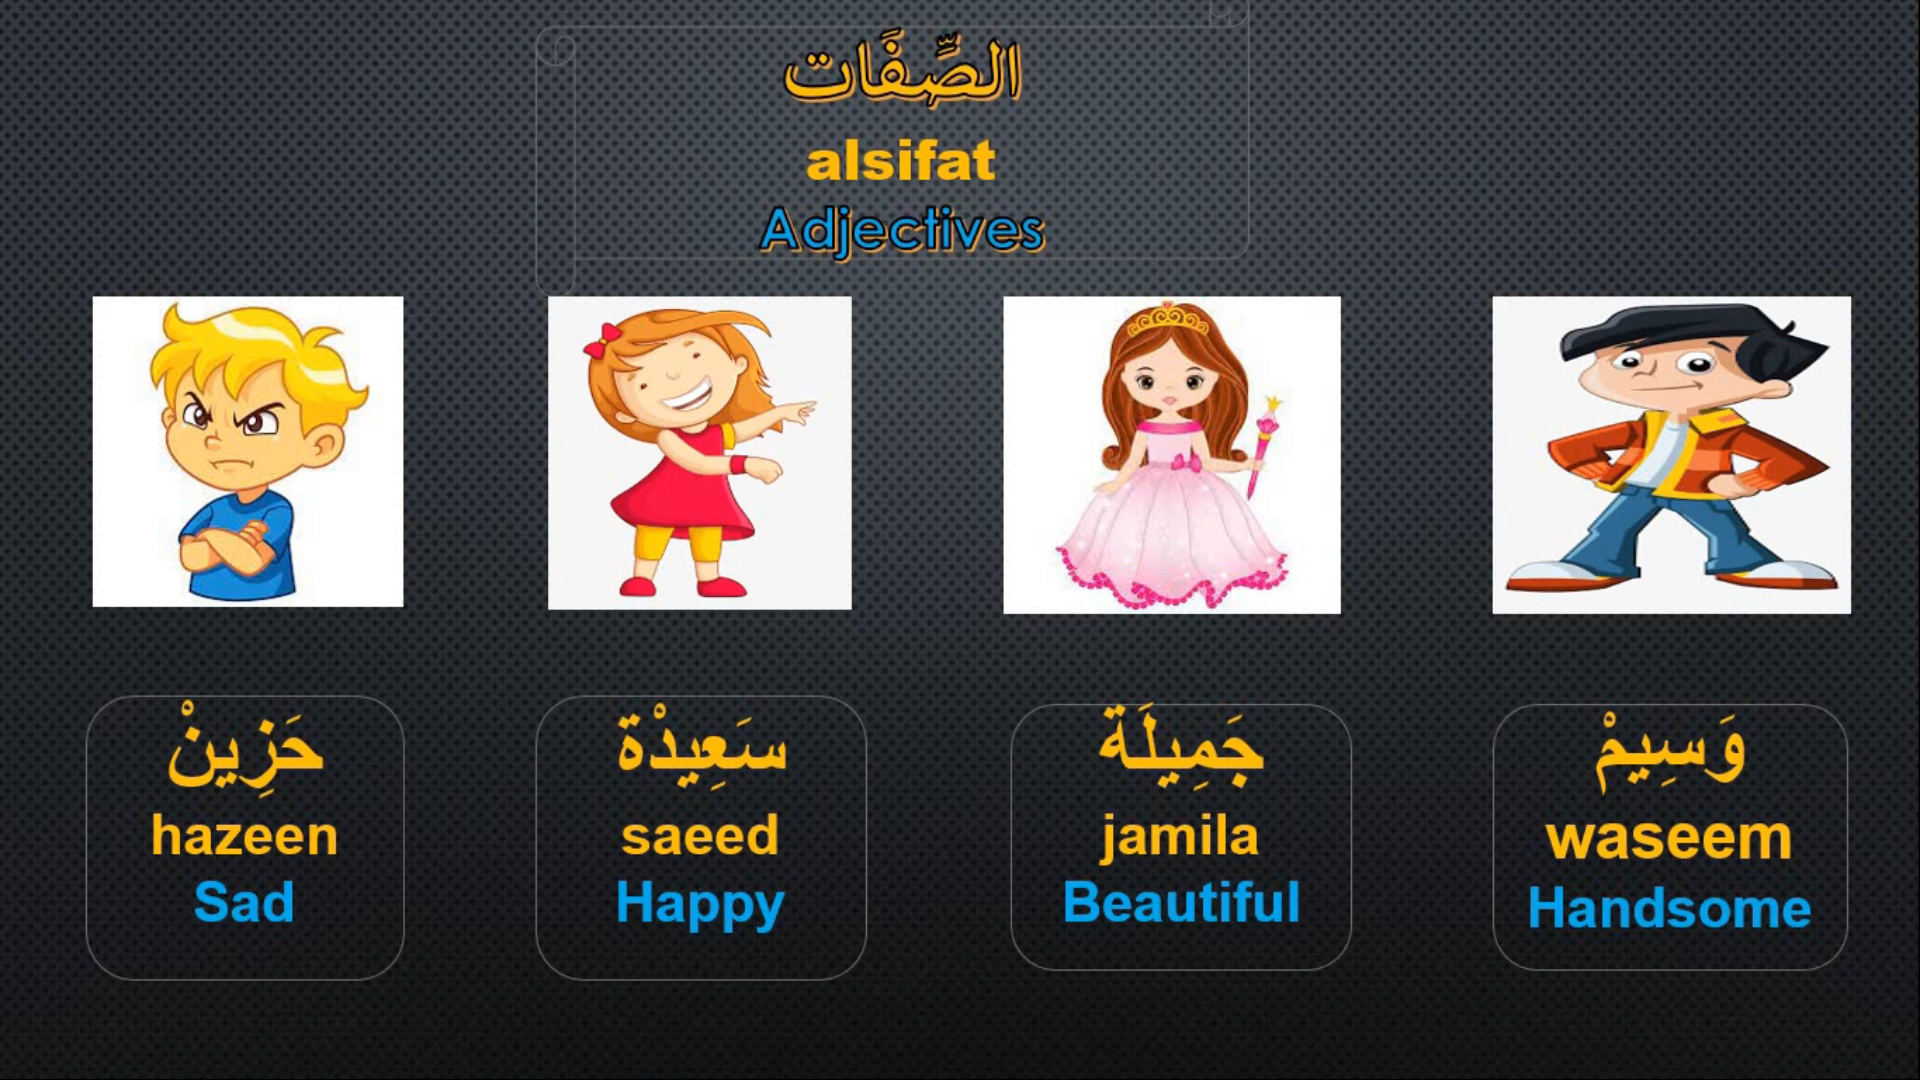 الصِّفَات
alsifat
Adjectives
حَزِينْ
hazeen
Sad
سَعِيدْة
saeed
Happy
جَمِيلَة
jamila
Beautiful
وَسِيمْ
waseem
Handsome